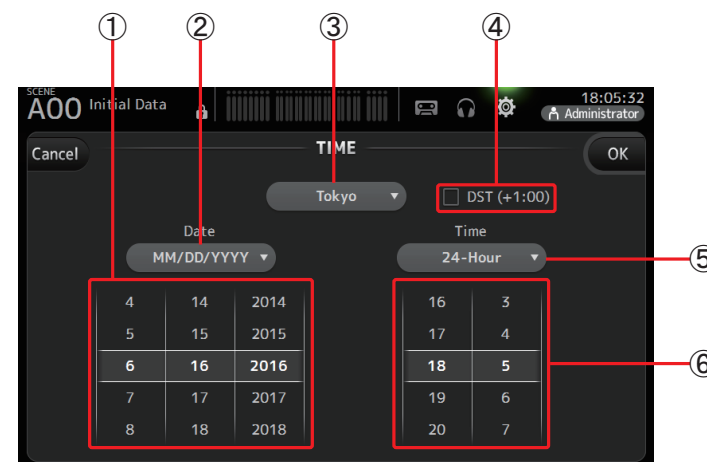 ① ② ③ ④
SCENE
A00 Initial Data
18:05:32
Administrator
Cancel
TIME
OK
Tokyo ▼
DST (+1:00)
Date
Time
MM/DD/YYYY ▼
24-Hour ▼
⑤
4 14 2014
16 3
5 15 2015
17 4
6 16 2016
18 5
⑥
7 17 2017
19 6
8 18 2018
20 7